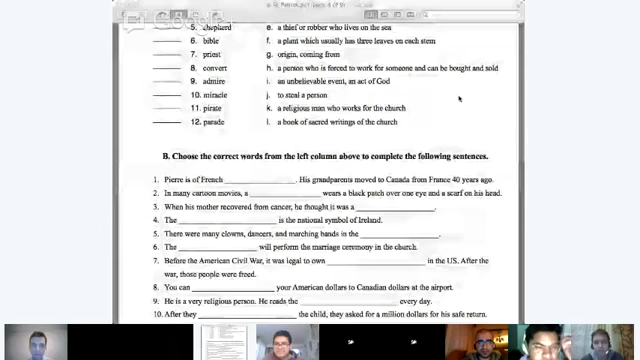 5. shepherd e. a thief or robber who lives on the sea
6. bible f. a plant which usually has three leaves on each stem
7. priest g. origin, coming from
8. convert h. a person who is forced to work for someone and can be bought and sold
9. admire i. an unbelievable event, an act of God
10. miracle j. to steal a person
11. pirate k. a religious man who works for the church
12. parade l. a book of sacred writings of the church
B. Choose the correct words from the left column above to complete the following sentences.
1. Pierre is of French ____________. His grandparents moved to Canada from France 40 years ago.
2. In many cartoon movies, a ____________ wears a black patch over one eye and a scarf on his head.
3. When his mother recovered from cancer, he thought it was a ____________.
4. The ____________ is the national symbol of Ireland.
5. There were many clowns, dancers, and marching bands in the ____________.
6. The ____________ will perform the marriage ceremony in the church.
7. Before the American Civil War, it was legal to own ____________ in the US. After the
war, those people were freed.
8. You can ____________ your American dollars to Canadian dollars at the airport.
9. He is a very religious person. He reads the ____________ every day.
10. After they ____________ the child, they asked for a million dollars for his safe return.